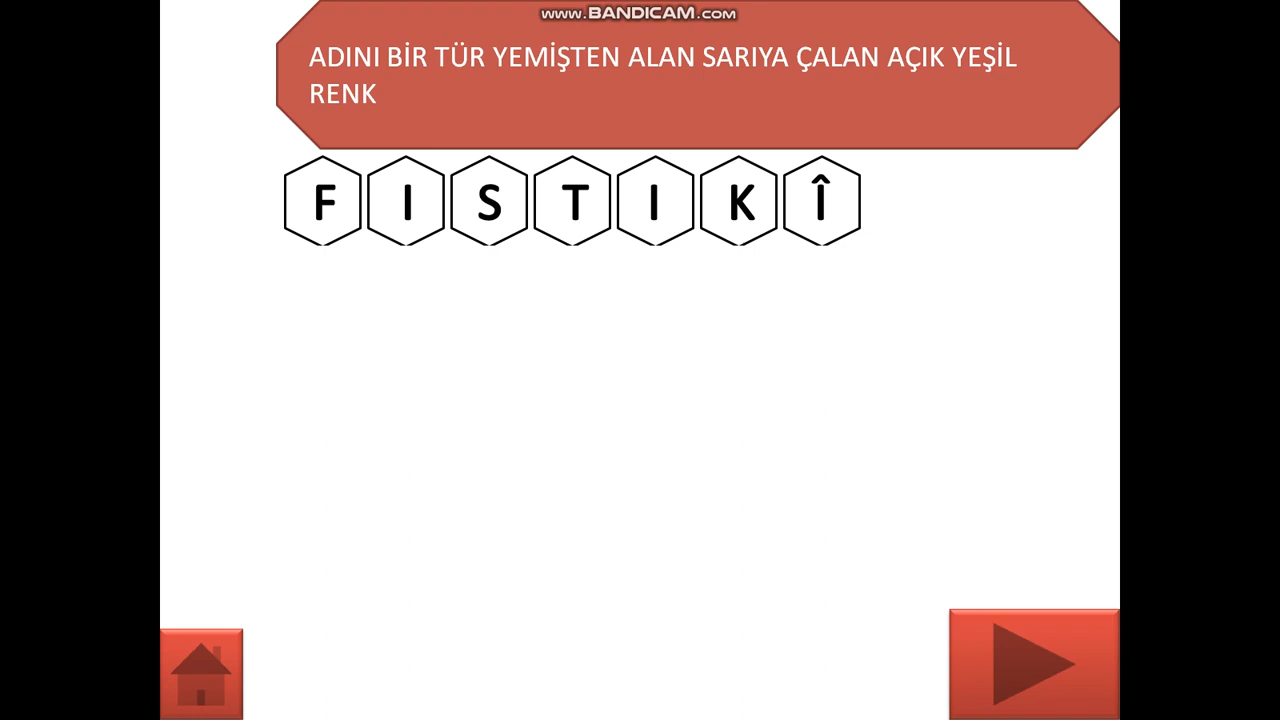 www.BANDICAM.com
ADINI BİR TÜR YEMİŞTEN ALAN SARIYA ÇALAN AÇIK YEŞİL
RENK
F I S T I K Î